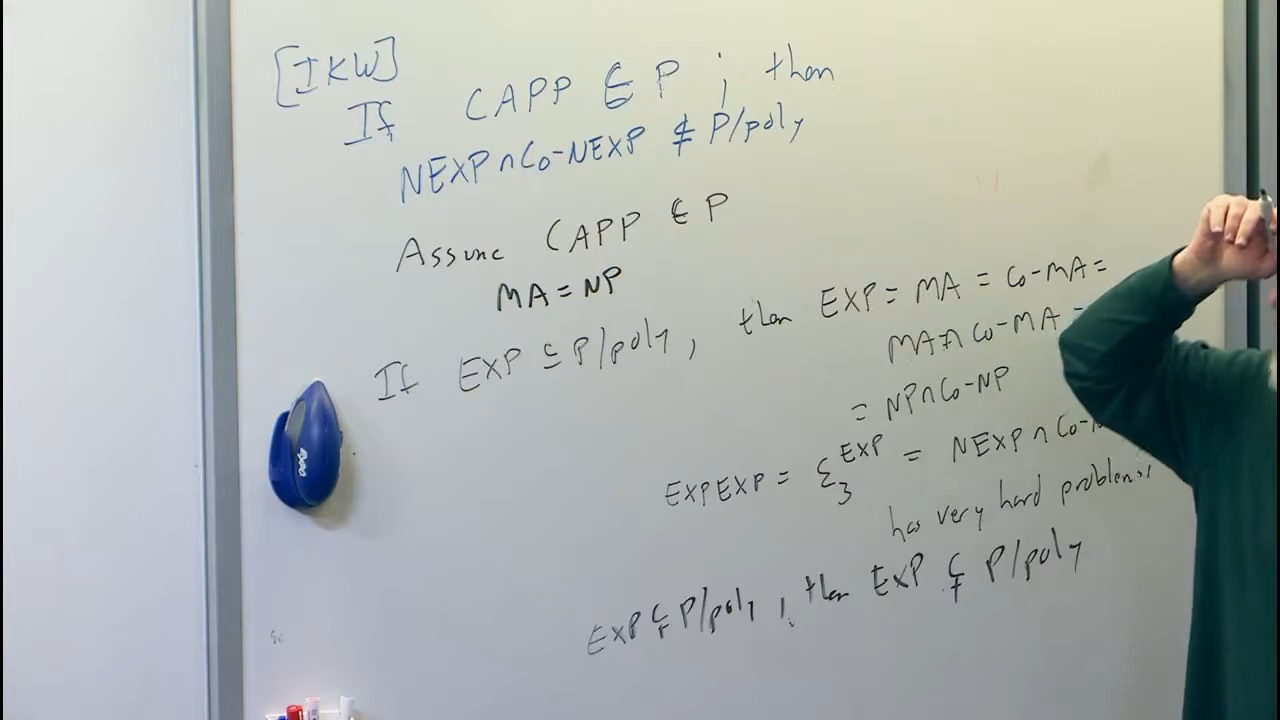 [IKW]
If CAPP ∈ P ; then
NEXP ∩ Co-NEXP ⊄ P/poly
Assume CAPP ∈ P
MA = NP
If EXP ⊆ P/poly, then EXP = MA = Co-MA =
MA ∩ Co-MA =
= NP ∩ Co-NP
EXPEXP = Σ₃^EXP = NEXP ∩ Co-
has very hard problems
EXP ⊆ P/poly, then EXP ⊄ P/poly
EXPO